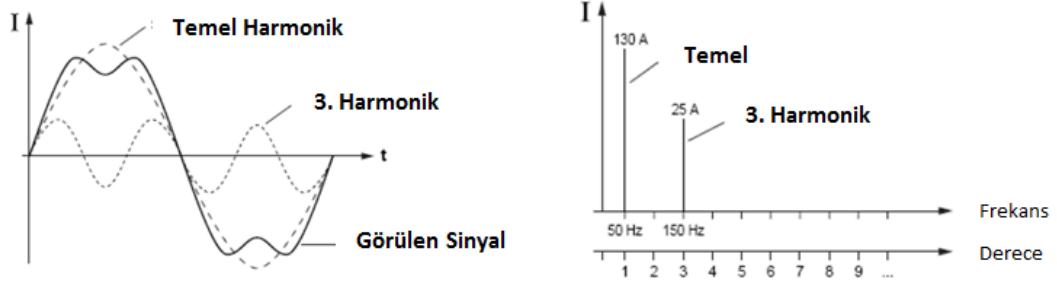 I
Temel Harmonik
3. Harmonik
t
Görülen Sinyal
I
130 A
Temel
25 A
3. Harmonik
Frekans
50 Hz 150 Hz
Derece
1 2 3 4 5 6 7 8 9 ...